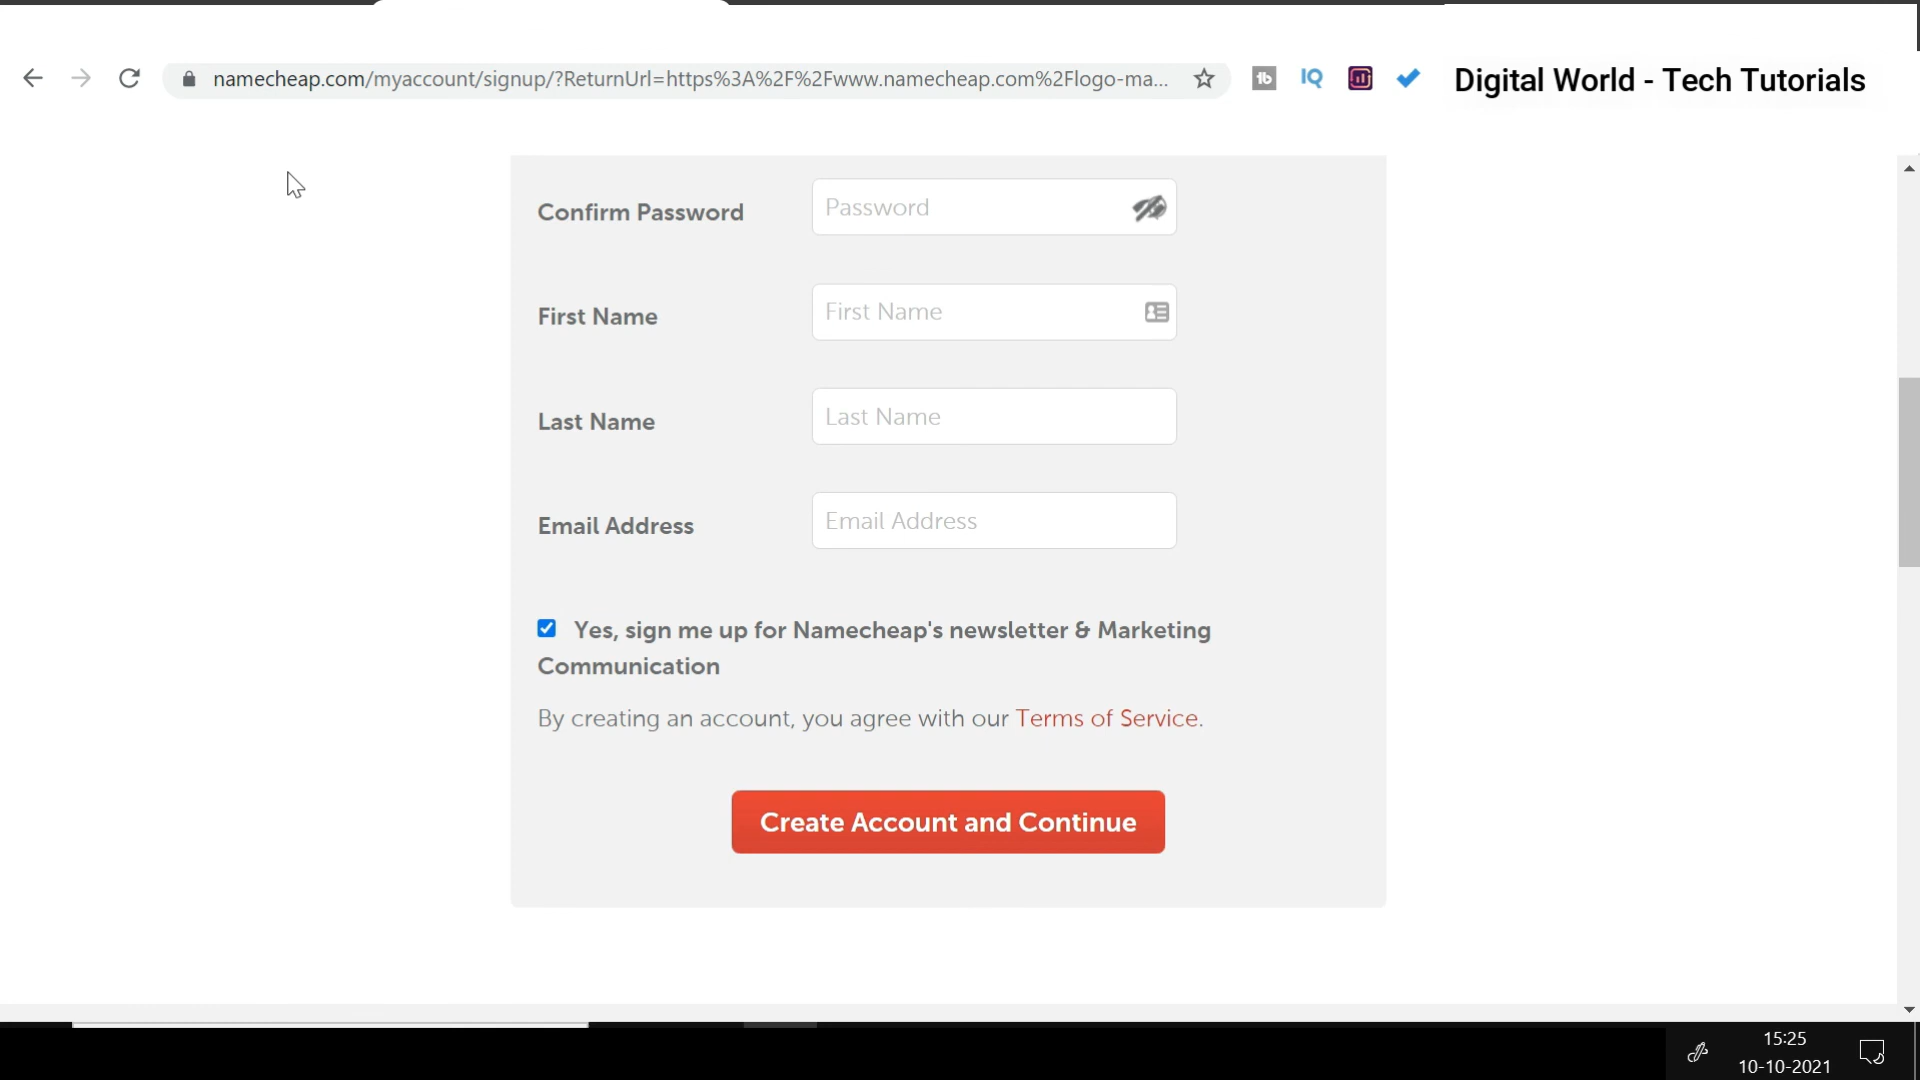 namecheap.com/myaccount/signup/?ReturnUrl=https%3A%2F%2Fwww.namecheap.com%2Flogo-ma...
tb
IQ
Digital World - Tech Tutorials
Confirm Password
Password
First Name
First Name
Last Name
Last Name
Email Address
Email Address
Yes, sign me up for Namecheap's newsletter & Marketing
Communication
By creating an account, you agree with our Terms of Service.
Create Account and Continue
15:25
10-10-2021